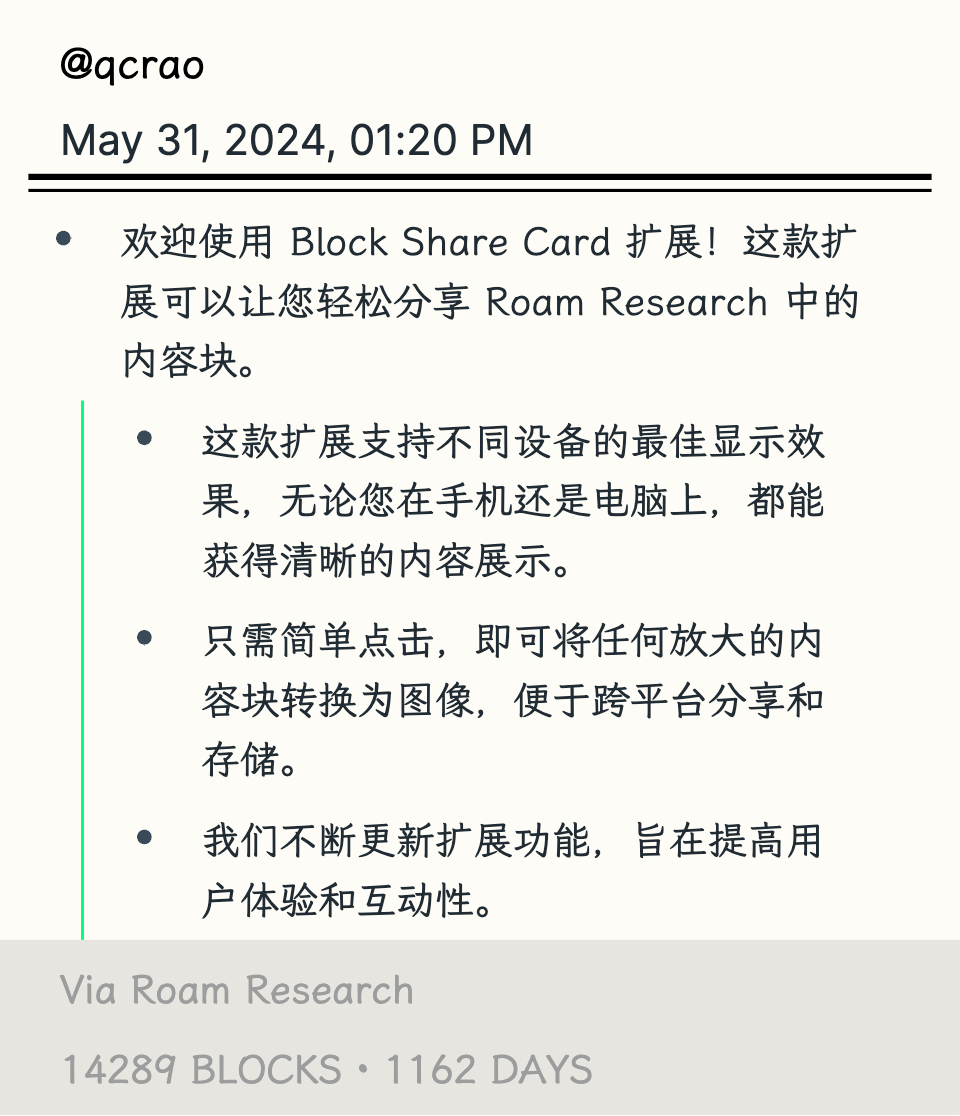 @qcrao
May 31, 2024, 01:20 PM
欢迎使用 Block Share Card 扩展！这款扩
展可以让您轻松分享 Roam Research 中的
内容块。
这款扩展支持不同设备的最佳显示效
果，无论您在手机还是电脑上，都能
获得清晰的内容展示。
只需简单点击，即可将任何放大的内
容块转换为图像，便于跨平台分享和
存储。
我们不断更新扩展功能，旨在提高用
户体验和互动性。
Via Roam Research
14289 BLOCKS • 1162 DAYS